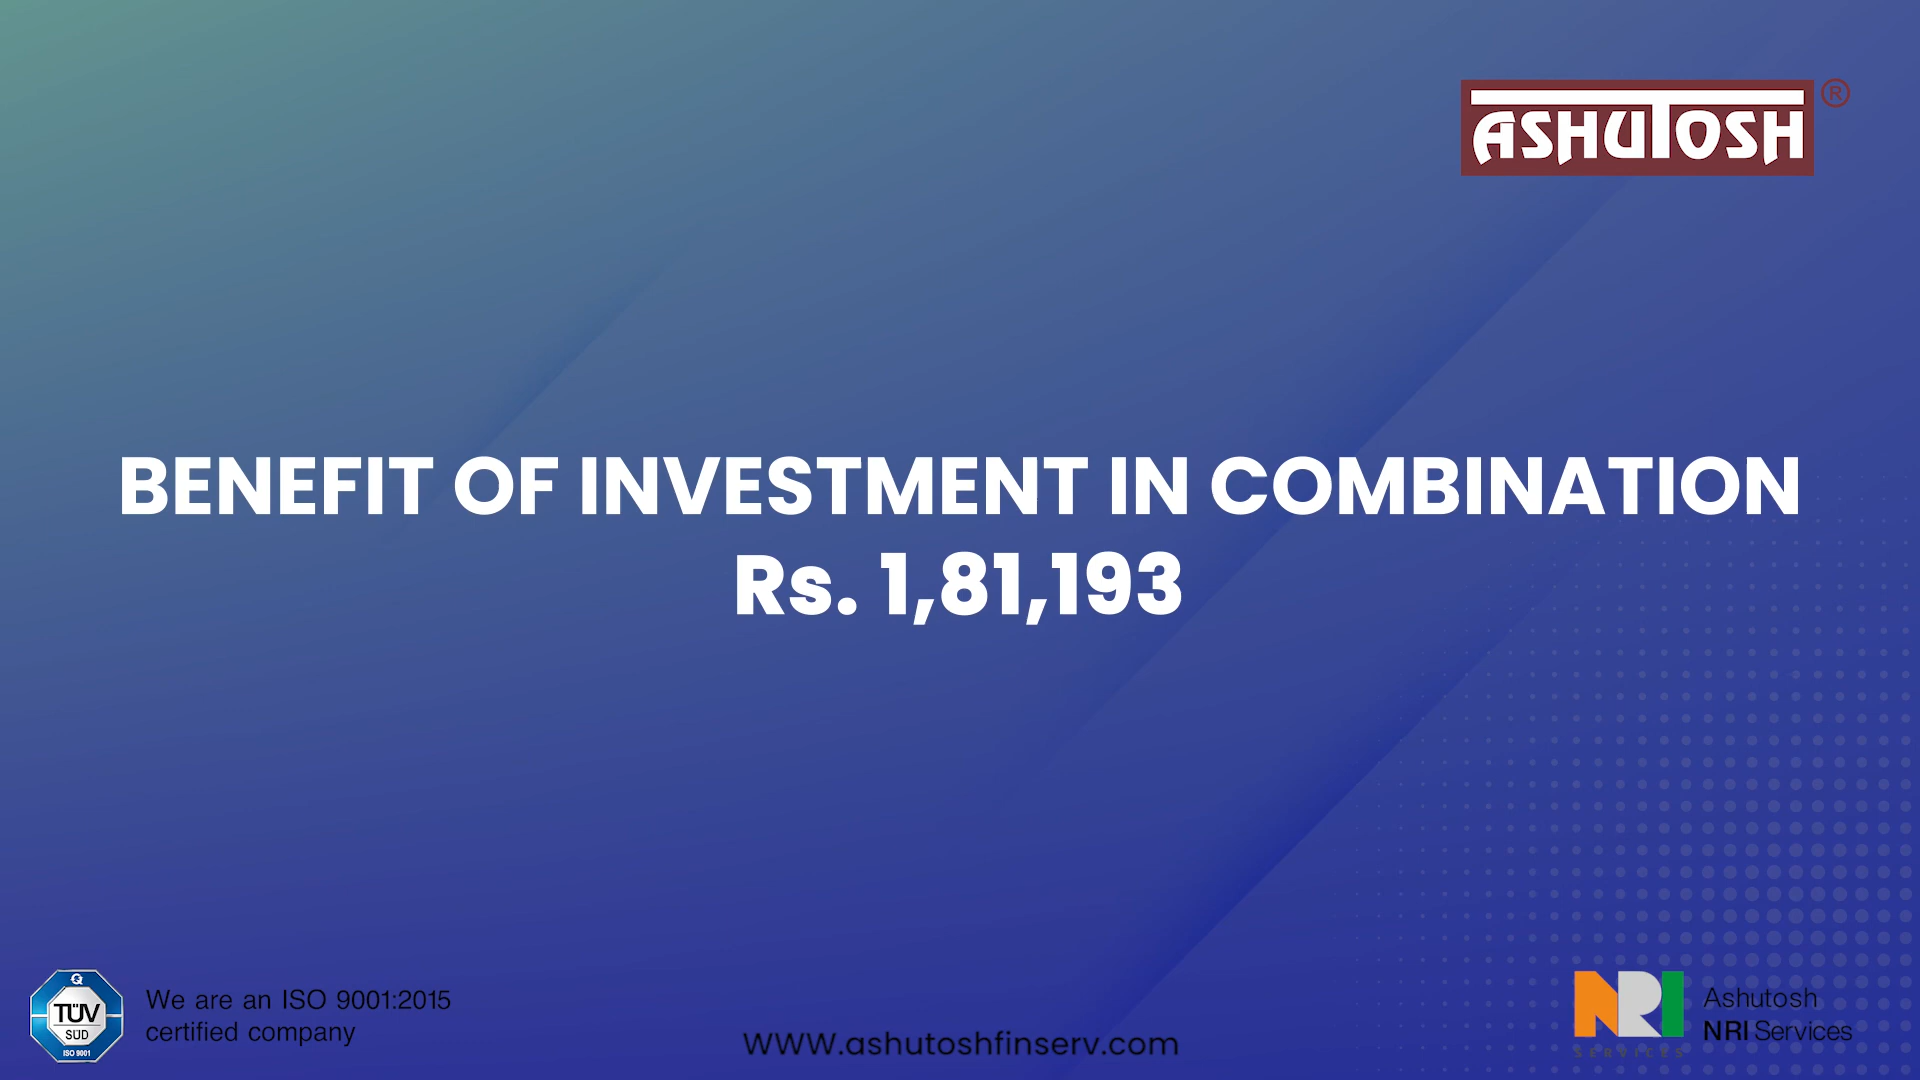 ASHUTOSH ®
BENEFIT OF INVESTMENT IN COMBINATION
Rs. 1,81,193
TÜV
SÜD
ISO 9001
We are an ISO 9001:2015
certified company
WWW.ashutoshfinserv.com
NRI
SERVICES
Ashutosh
NRI Services